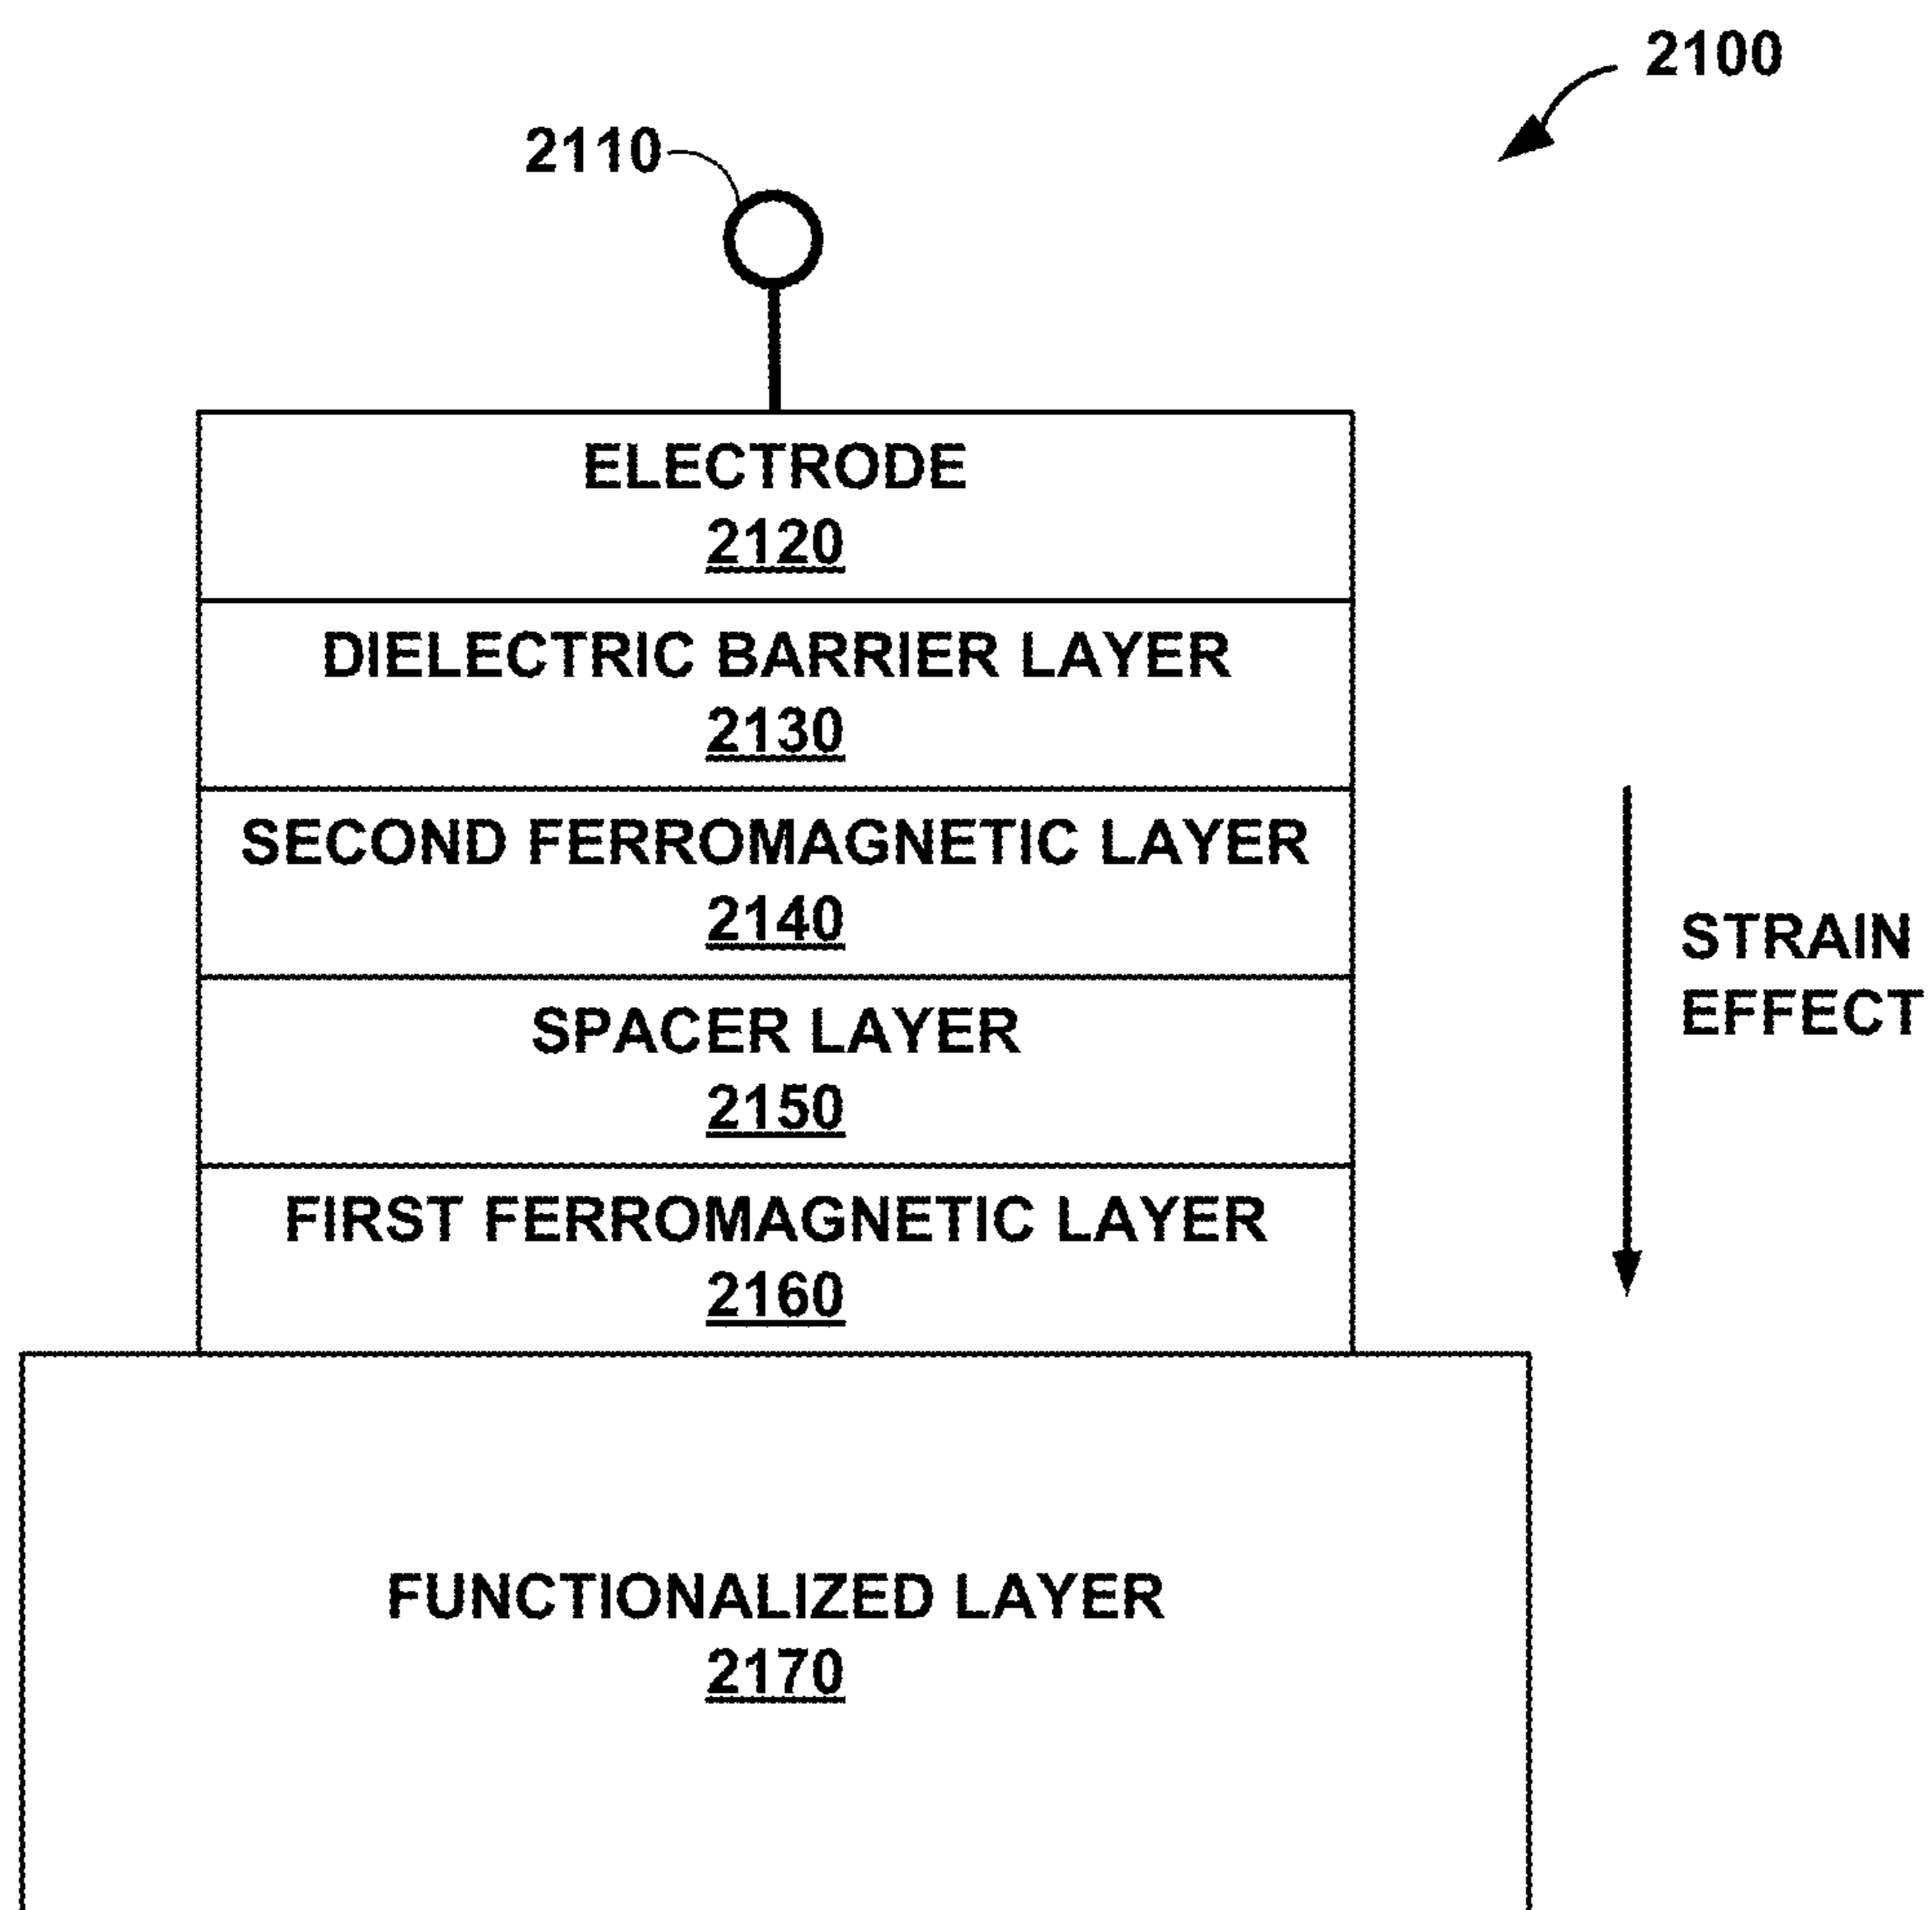 2100
2110
ELECTRODE
2120
DIELECTRIC BARRIER LAYER
2130
SECOND FERROMAGNETIC LAYER
2140
STRAIN
EFFECT
SPACER LAYER
2150
FIRST FERROMAGNETIC LAYER
2160
FUNCTIONALIZED LAYER
2170